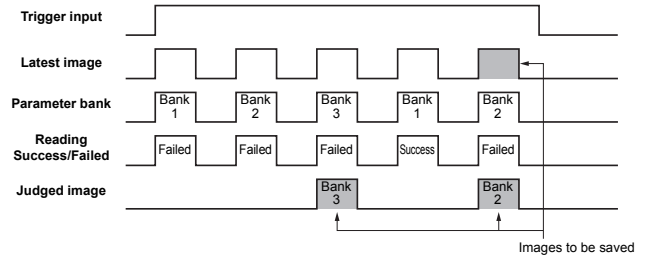 Trigger input
Latest image
Parameter bank
Bank 1
Bank 2
Bank 3
Bank 1
Bank 2
Reading
Success/Failed
Failed
Failed
Failed
Success
Failed
Judged image
Bank 3
Bank 2
Images to be saved